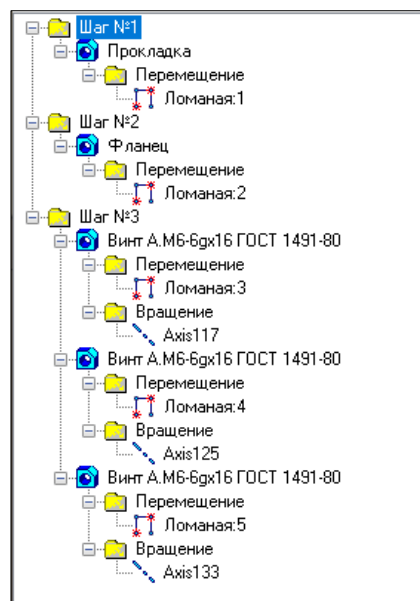 Шаг №1
Прокладка
Перемещение
Ломаная:1
Шаг №2
Фланец
Перемещение
Ломаная:2
Шаг №3
Винт А.М6-6gx16 ГОСТ 1491-80
Перемещение
Ломаная:3
Вращение
Axis117
Винт А.М6-6gx16 ГОСТ 1491-80
Перемещение
Ломаная:4
Вращение
Axis125
Винт А.М6-6gx16 ГОСТ 1491-80
Перемещение
Ломаная:5
Вращение
Axis133